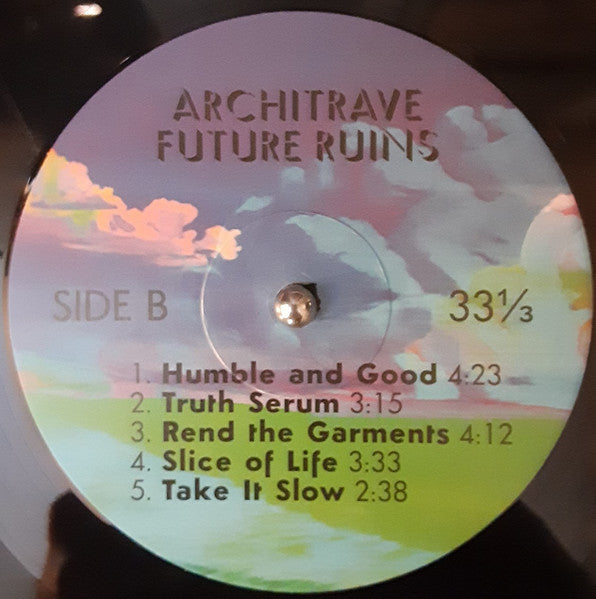 ARCHITRAVE
FUTURE RUINS
SIDE B
33⅓
1. Humble and Good 4:23
2. Truth Serum 3:15
3. Rend the Garments 4:12
4. Slice of Life 3:33
5. Take It Slow 2:38